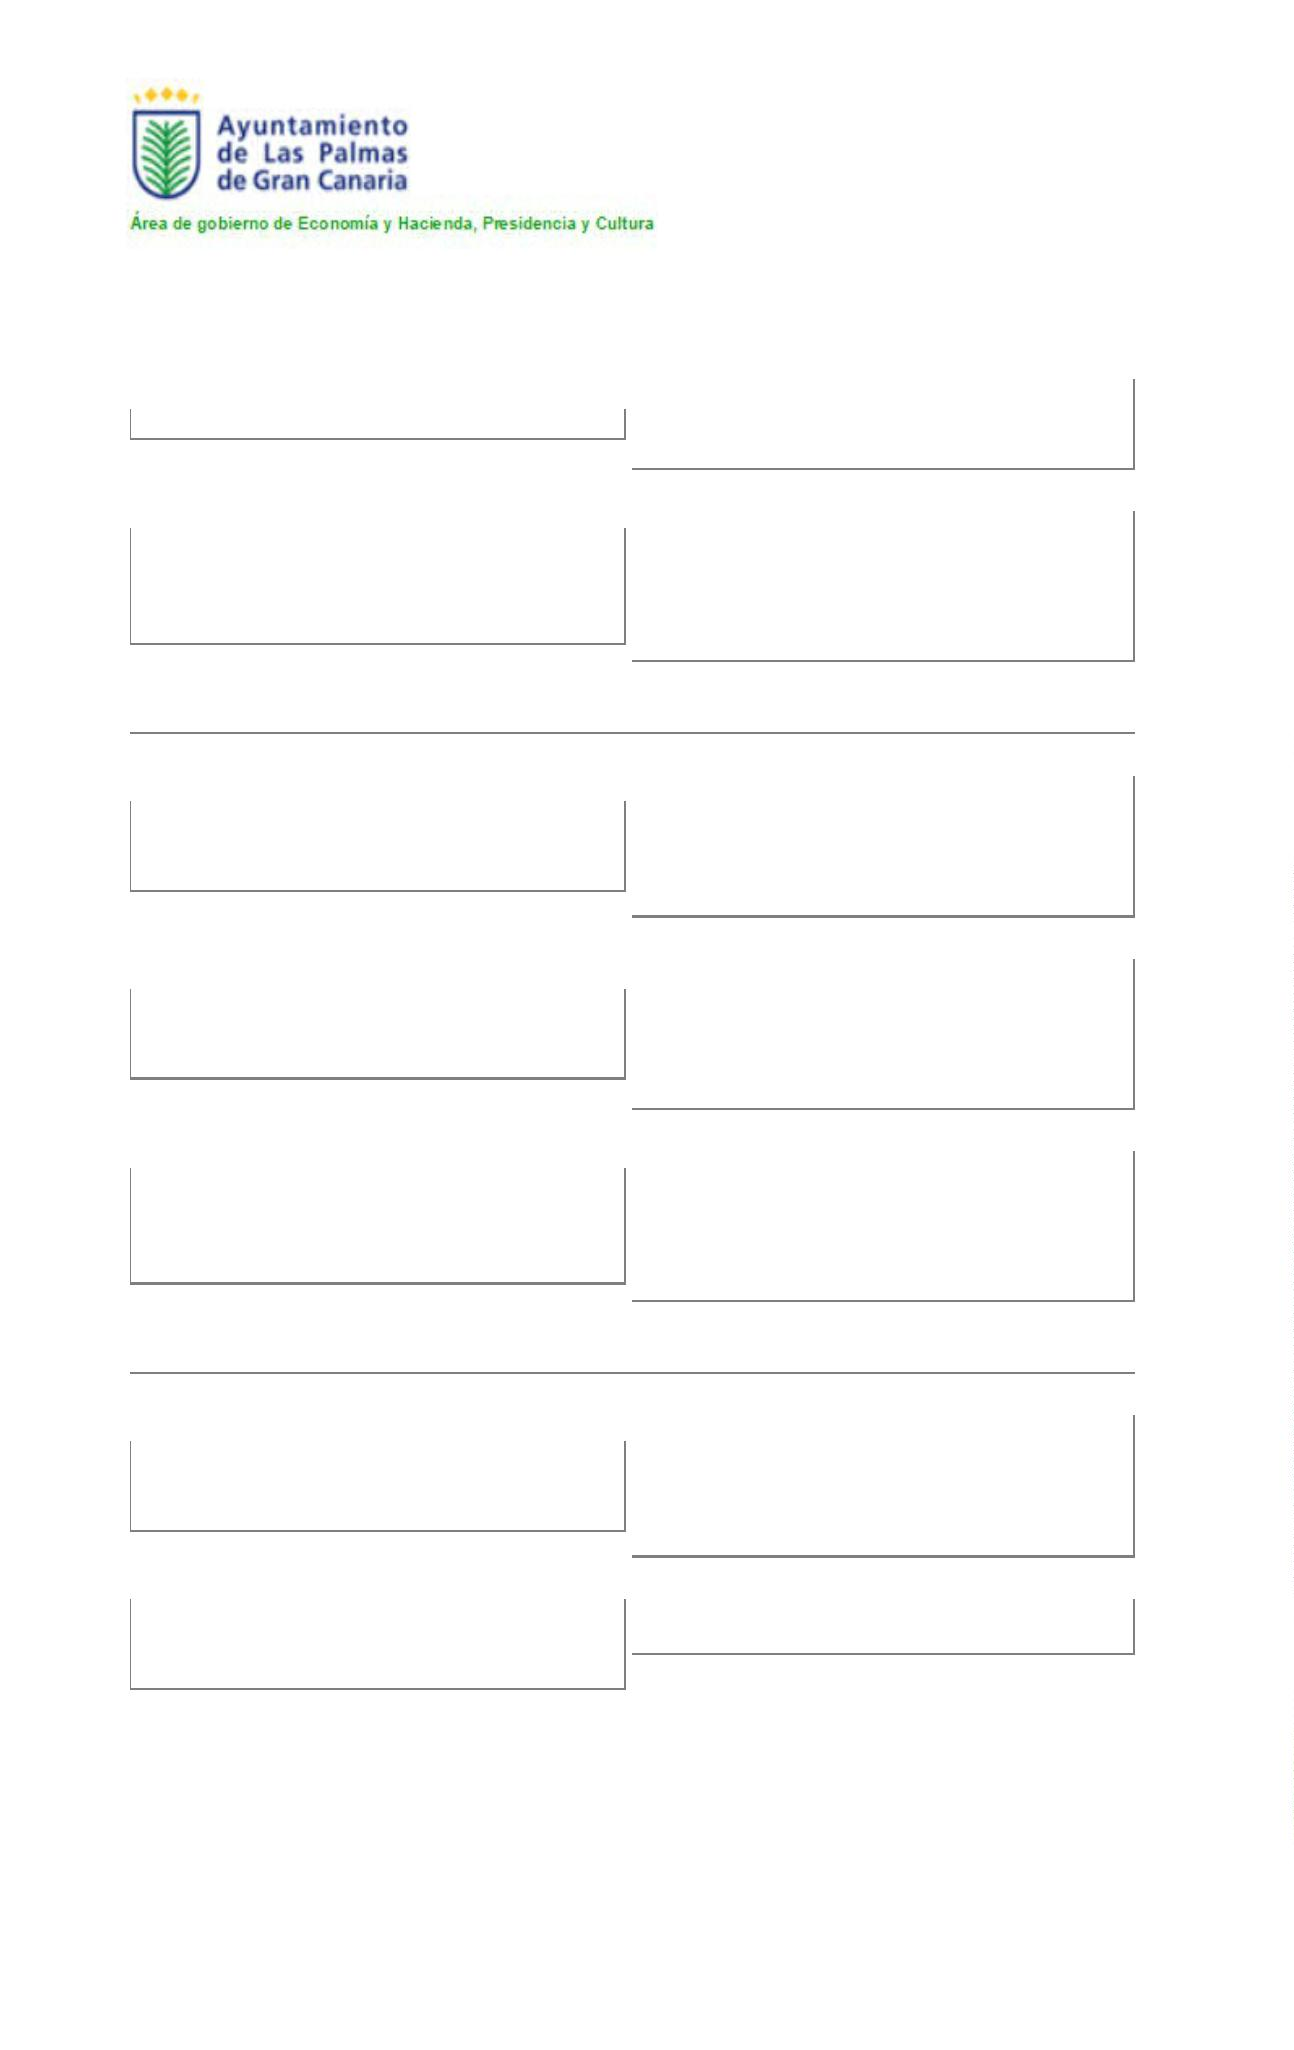 Ayuntamiento
de Las Palmas
de Gran Canaria
Área de gobierno de Economía y Hacienda, Presidencia y Cultura